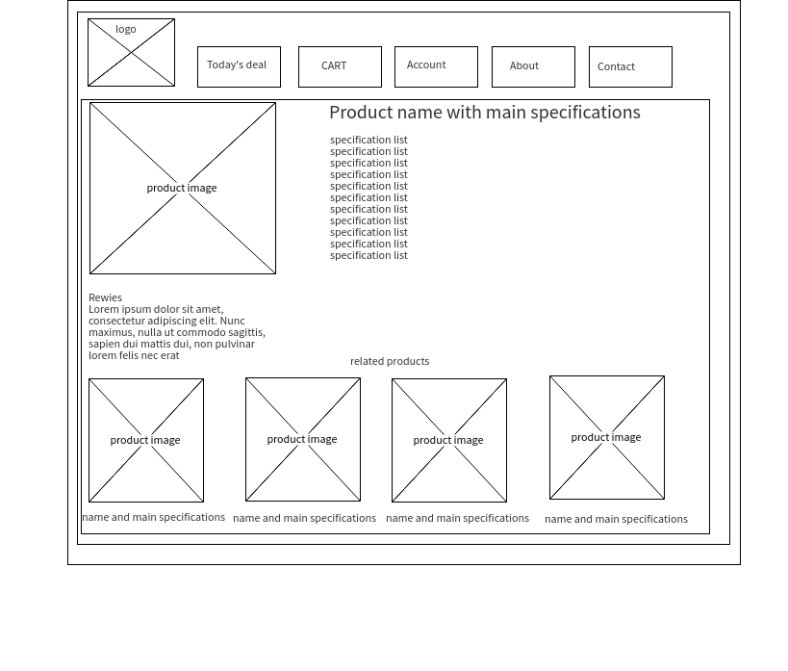 logo
Today's deal
CART
Account
About
Contact
Product name with main specifications
specification list
specification list
specification list
specification list
specification list
specification list
specification list
specification list
specification list
specification list
specification list
product image
Rewies
Lorem ipsum dolor sit amet,
consectetur adipiscing elit. Nunc
maximus, nulla ut commodo sagittis,
sapien dui mattis dui, non pulvinar
lorem felis nec erat
related products
product image
product image
product image
product image
name and main specifications
name and main specifications
name and main specifications
name and main specifications